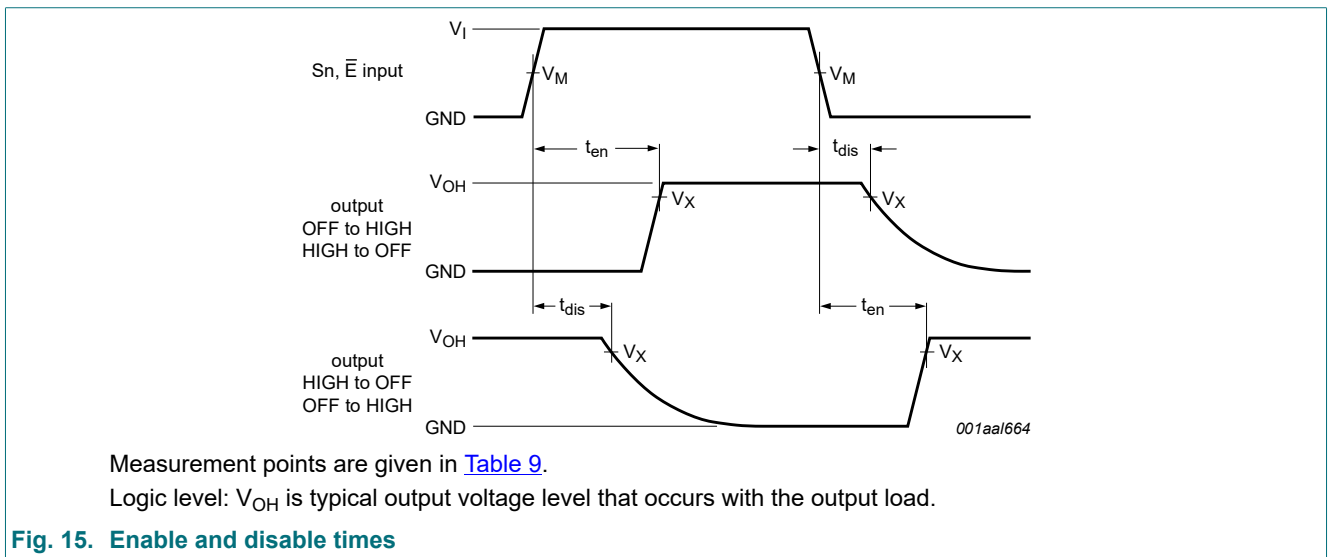 V_I
Sn, E̅ input
V_M
V_M
GND
t_en
t_dis
V_OH
V_X
V_X
output
OFF to HIGH
HIGH to OFF
GND
t_dis
t_en
V_OH
V_X
V_X
output
HIGH to OFF
OFF to HIGH
GND
001aal664
Measurement points are given in Table 9.
Logic level: V_OH is typical output voltage level that occurs with the output load.
Fig. 15. Enable and disable times